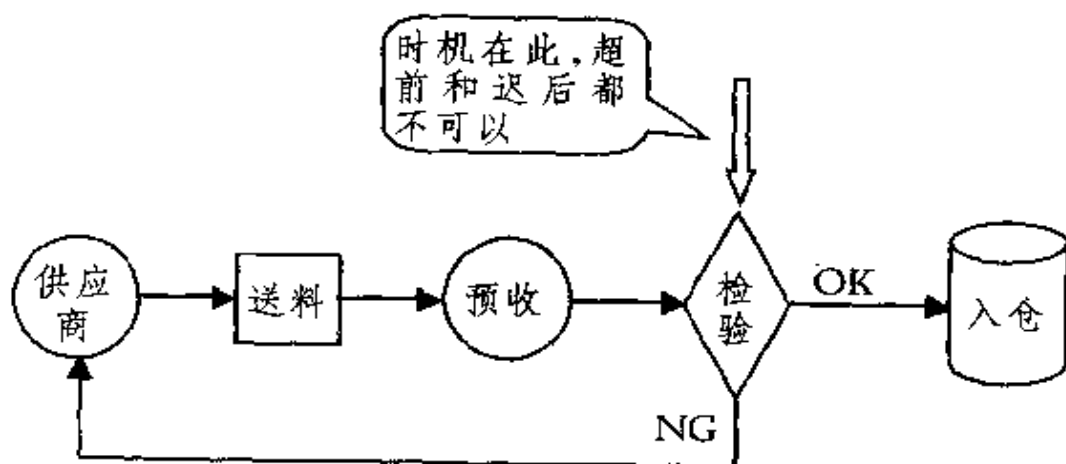 时机在此，超
前和迟后都
不可以
供应
商
送料
预收
检
验
OK
入仓
NG